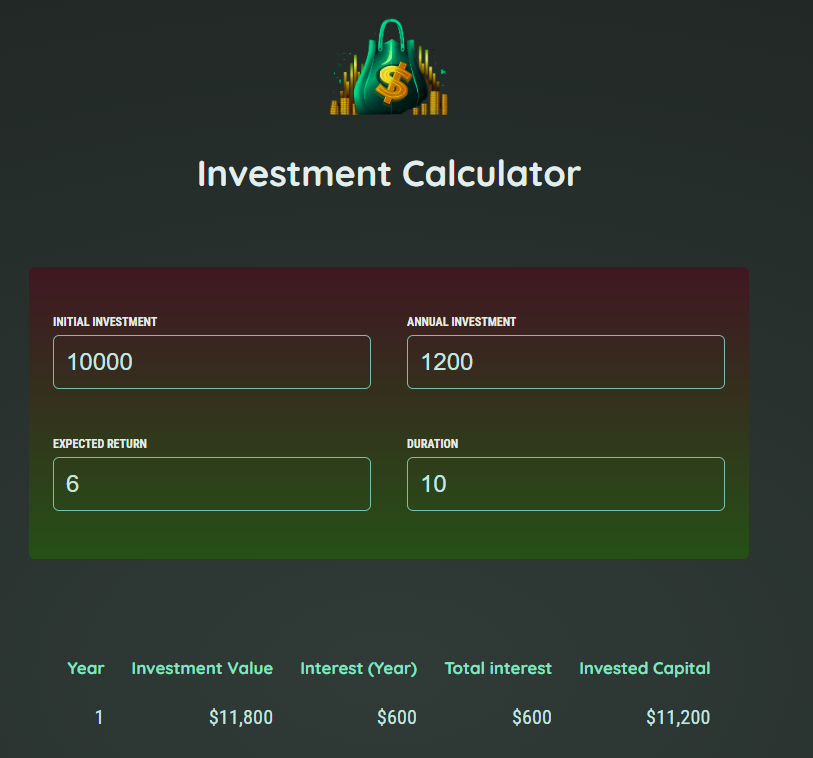 $
Investment Calculator
INITIAL INVESTMENT ANNUAL INVESTMENT
10000 1200
EXPECTED RETURN DURATION
6 10
Year Investment Value Interest (Year) Total interest Invested Capital
1 $11,800 $600 $600 $11,200